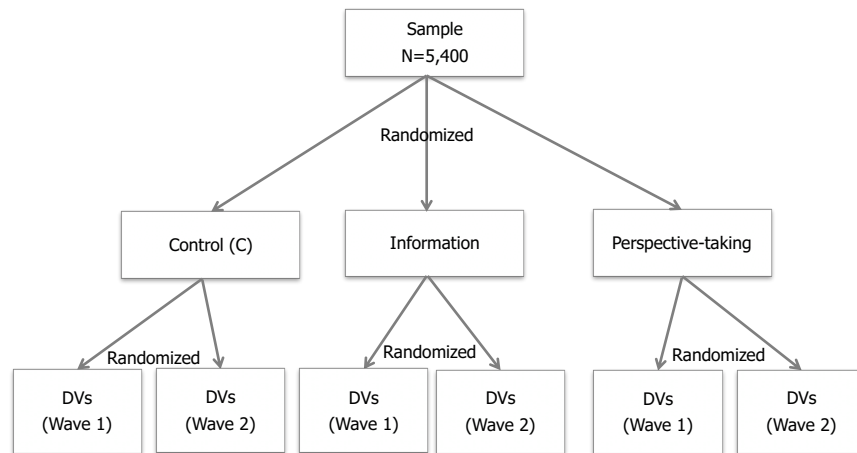 Sample
N=5,400
Randomized
Control (C)
Information
Perspective-taking
Randomized
Randomized
Randomized
DVs
(Wave 1)
DVs
(Wave 2)
DVs
(Wave 1)
DVs
(Wave 2)
DVs
(Wave 1)
DVs
(Wave 2)